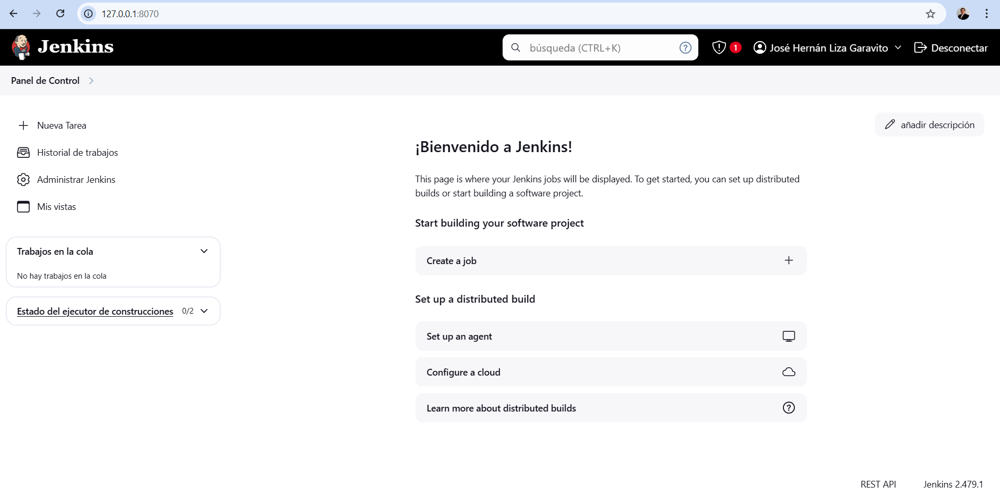 127.0.0.1:8070
Jenkins
búsqueda (CTRL+K)
1
José Hernán Liza Garavito
Desconectar
Panel de Control
Nueva Tarea
Historial de trabajos
Administrar Jenkins
Mis vistas
Trabajos en la cola
No hay trabajos en la cola
Estado del ejecutor de construcciones 0/2
añadir descripción
¡Bienvenido a Jenkins!
This page is where your Jenkins jobs will be displayed. To get started, you can set up distributed
builds or start building a software project.
Start building your software project
Create a job
Set up a distributed build
Set up an agent
Configure a cloud
Learn more about distributed builds
REST API
Jenkins 2.479.1